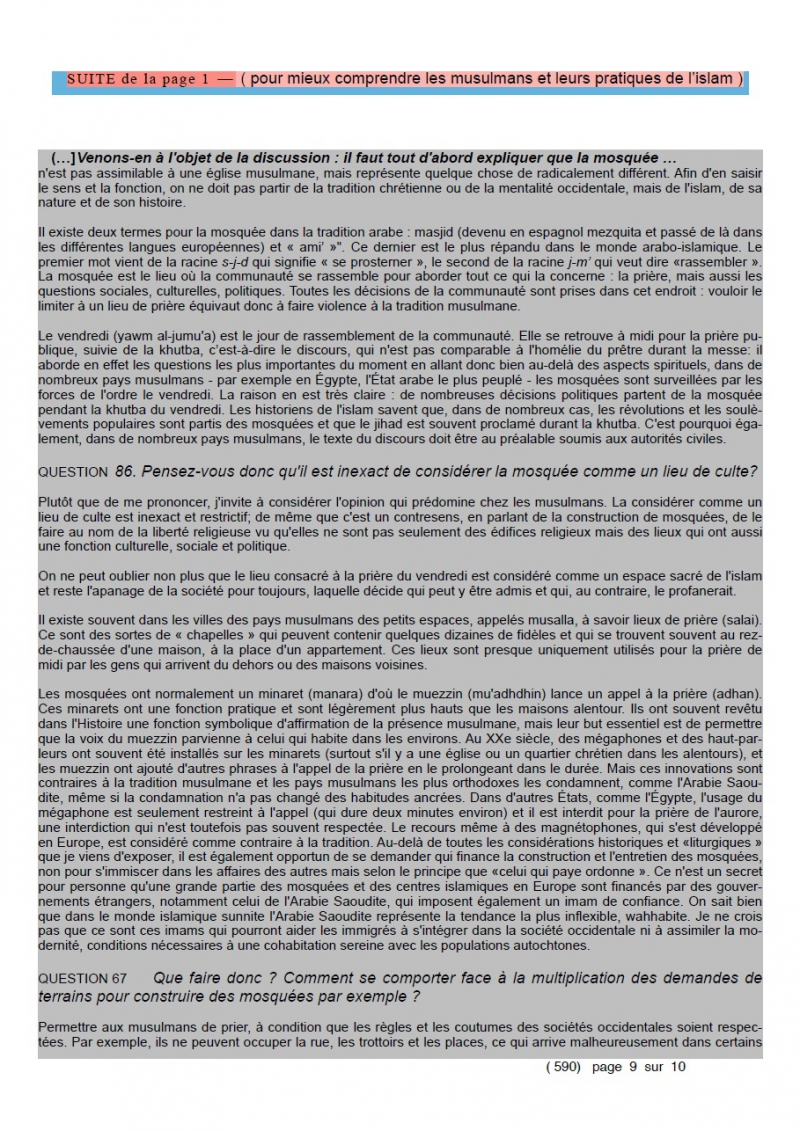 SUITE de la page 1 — ( pour mieux comprendre les musulmans et leurs pratiques de l'islam )
(…]Venons-en à l'objet de la discussion : il faut tout d'abord expliquer que la mosquée …
n'est pas assimilable à une église musulmane, mais représente quelque chose de radicalement différent. Afin d'en saisir
le sens et la fonction, on ne doit pas partir de la tradition chrétienne ou de la mentalité occidentale, mais de l'islam, de sa
nature et de son histoire.
Il existe deux termes pour la mosquée dans la tradition arabe : masjid (devenu en espagnol mezquita et passé de là dans
les différentes langues européennes) et « ami' »". Ce dernier est le plus répandu dans le monde arabo-islamique. Le
premier mot vient de la racine s-j-d qui signifie « se prosterner », le second de la racine j-m' qui veut dire «rassembler ».
La mosquée est le lieu où la communauté se rassemble pour aborder tout ce qui la concerne : la prière, mais aussi les
questions sociales, culturelles, politiques. Toutes les décisions de la communauté sont prises dans cet endroit : vouloir le
limiter à un lieu de prière équivaut donc à faire violence à la tradition musulmane.
Le vendredi (yawm al-jumu'a) est le jour de rassemblement de la communauté. Elle se retrouve à midi pour la prière pu-
blique, suivie de la khutba, c'est-à-dire le discours, qui n'est pas comparable à l'homélie du prêtre durant la messe: il
aborde en effet les questions les plus importantes du moment en allant donc bien au-delà des aspects spirituels, dans de
nombreux pays musulmans - par exemple en Égypte, l'État arabe le plus peuplé - les mosquées sont surveillées par les
forces de l'ordre le vendredi. La raison en est très claire : de nombreuses décisions politiques partent de la mosquée
pendant la khutba du vendredi. Les historiens de l'islam savent que, dans de nombreux cas, les révolutions et les soulè-
vements populaires sont partis des mosquées et que le jihad est souvent proclamé durant la khutba. C'est pourquoi éga-
lement, dans de nombreux pays musulmans, le texte du discours doit être au préalable soumis aux autorités civiles.
QUESTION 86. Pensez-vous donc qu'il est inexact de considérer la mosquée comme un lieu de culte?
Plutôt que de me prononcer, j'invite à considérer l'opinion qui prédomine chez les musulmans. La considérer comme un
lieu de culte est inexact et restrictif; de même que c'est un contresens, en parlant de la construction de mosquées, de le
faire au nom de la liberté religieuse vu qu'elles ne sont pas seulement des édifices religieux mais des lieux qui ont aussi
une fonction culturelle, sociale et politique.
On ne peut oublier non plus que le lieu consacré à la prière du vendredi est considéré comme un espace sacré de l'islam
et reste l'apanage de la société pour toujours, laquelle décide qui peut y être admis et qui, au contraire, le profanerait.
Il existe souvent dans les villes des pays musulmans des petits espaces, appelés musalla, à savoir lieux de prière (salai).
Ce sont des sortes de « chapelles » qui peuvent contenir quelques dizaines de fidèles et qui se trouvent souvent au rez-
de-chaussée d'une maison, à la place d'un appartement. Ces lieux sont presque uniquement utilisés pour la prière de
midi par les gens qui arrivent du dehors ou des maisons voisines.
Les mosquées ont normalement un minaret (manara) d'où le muezzin (mu'adhdhin) lance un appel à la prière (adhan).
Ces minarets ont une fonction pratique et sont légèrement plus hauts que les maisons alentour. Ils ont souvent revêtu
dans l'Histoire une fonction symbolique d'affirmation de la présence musulmane, mais leur but essentiel est de permettre
que la voix du muezzin parvienne à celui qui habite dans les environs. Au XXe siècle, des mégaphones et des haut-par-
leurs ont souvent été installés sur les minarets (surtout s'il y a une église ou un quartier chrétien dans les alentours), et
les muezzin ont ajouté d'autres phrases à l'appel de la prière en le prolongeant dans le durée. Mais ces innovations sont
contraires à la tradition musulmane et les pays musulmans les plus orthodoxes les condamnent, comme l'Arabie Saou-
dite, même si la condamnation n'a pas changé des habitudes ancrées. Dans d'autres États, comme l'Égypte, l'usage du
mégaphone est seulement restreint à l'appel (qui dure deux minutes environ) et il est interdit pour la prière de l'aurore,
une interdiction qui n'est toutefois pas souvent respectée. Le recours même à des magnétophones, qui s'est développé
en Europe, est considéré comme contraire à la tradition. Au-delà de toutes les considérations historiques et «liturgiques »
que je viens d'exposer, il est également opportun de se demander qui finance la construction et l'entretien des mosquées,
non pour s'immiscer dans les affaires des autres mais selon le principe que «celui qui paye ordonne ». Ce n'est un secret
pour personne qu'une grande partie des mosquées et des centres islamiques en Europe sont financés par des gouver-
nements étrangers, notamment celui de l'Arabie Saoudite, qui imposent également un imam de confiance. On sait bien
que dans le monde islamique sunnite l'Arabie Saoudite représente la tendance la plus inflexible, wahhabite. Je ne crois
pas que ce sont ces imams qui pourront aider les immigrés à s'intégrer dans la société occidentale ni à assimiler la mo-
dernité, conditions nécessaires à une cohabitation sereine avec les populations autochtones.
QUESTION 67 Que faire donc ? Comment se comporter face à la multiplication des demandes de
terrains pour construire des mosquées par exemple ?
Permettre aux musulmans de prier, à condition que les règles et les coutumes des sociétés occidentales soient respec-
tées. Par exemple, ils ne peuvent occuper la rue, les trottoirs et les places, ce qui arrive malheureusement dans certains
( 590) page 9 sur 10